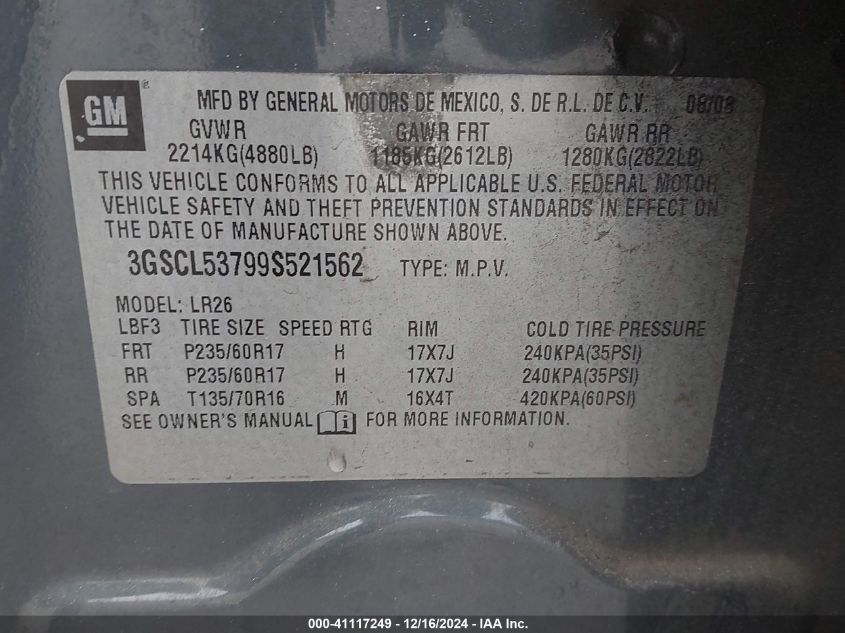 GM ®
MFD BY GENERAL MOTORS DE MEXICO, S. DE R.L. DE C.V. 08/08
GVWR GAWR FRT GAWR RR
2214KG(4880LB) 1185KG(2612LB) 1280KG(2822LB)
THIS VEHICLE CONFORMS TO ALL APPLICABLE U.S. FEDERAL MOTOR
VEHICLE SAFETY AND THEFT PREVENTION STANDARDS IN EFFECT ON
THE DATE OF MANUFACTURE SHOWN ABOVE.
3GSCL53799S521562 TYPE: M.P.V.
MODEL: LR26
LBF3 TIRE SIZE SPEED RTG RIM COLD TIRE PRESSURE
FRT P235/60R17 H 17X7J 240KPA(35PSI)
RR P235/60R17 H 17X7J 240KPA(35PSI)
SPA T135/70R16 M 16X4T 420KPA(60PSI)
SEE OWNER'S MANUAL i FOR MORE INFORMATION.
000-41117249 - 12/16/2024 - IAA Inc.